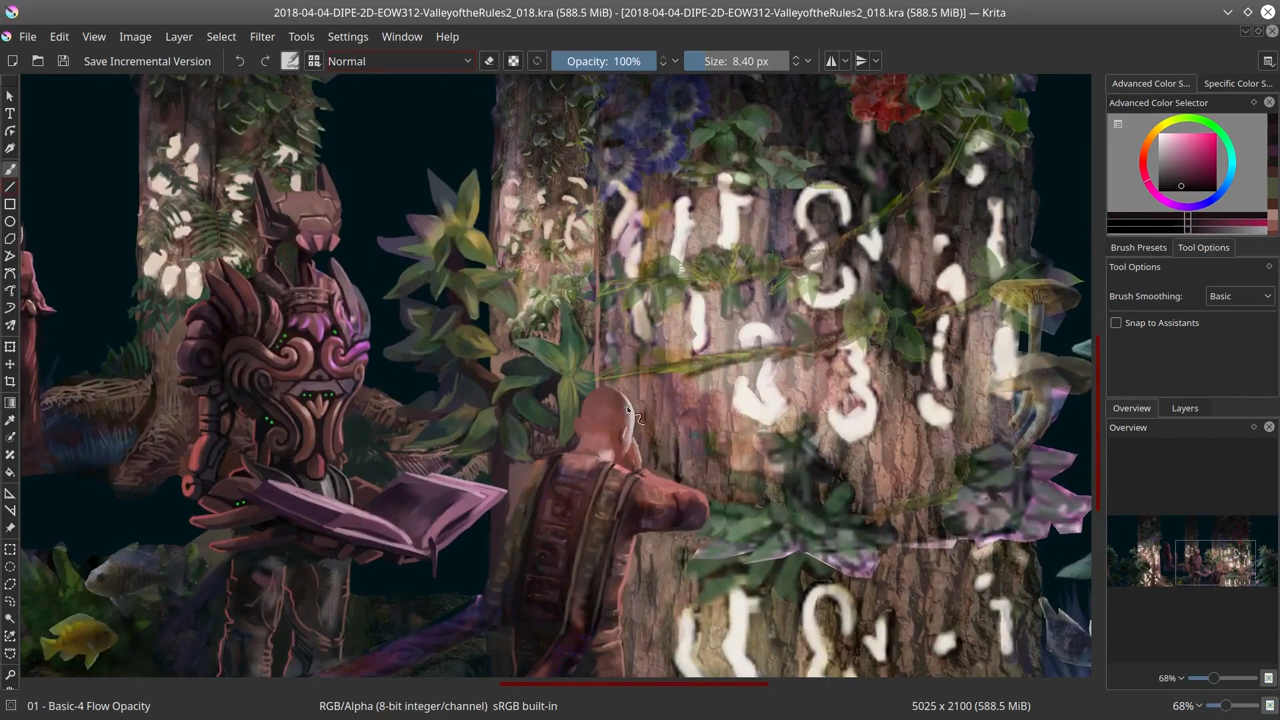 2018-04-04-DIPE-2D-EOW312-ValleyoftheRules2_018.kra (588.5 MiB) - [2018-04-04-DIPE-2D-EOW312-ValleyoftheRules2_018.kra (588.5 MiB)] — Krita
File Edit View Image Layer Select Filter Tools Settings Window Help
Save Incremental Version Normal Opacity: 100% Size: 8.40 px
Advanced Color S... Specific Color S...
Advanced Color Selector
Brush Presets Tool Options
Tool Options
Brush Smoothing: Basic
Snap to Assistants
Overview Layers
Overview
68%
01 - Basic-4 Flow Opacity RGB/Alpha (8-bit integer/channel) sRGB built-in 5025 x 2100 (588.5 MiB) 68%